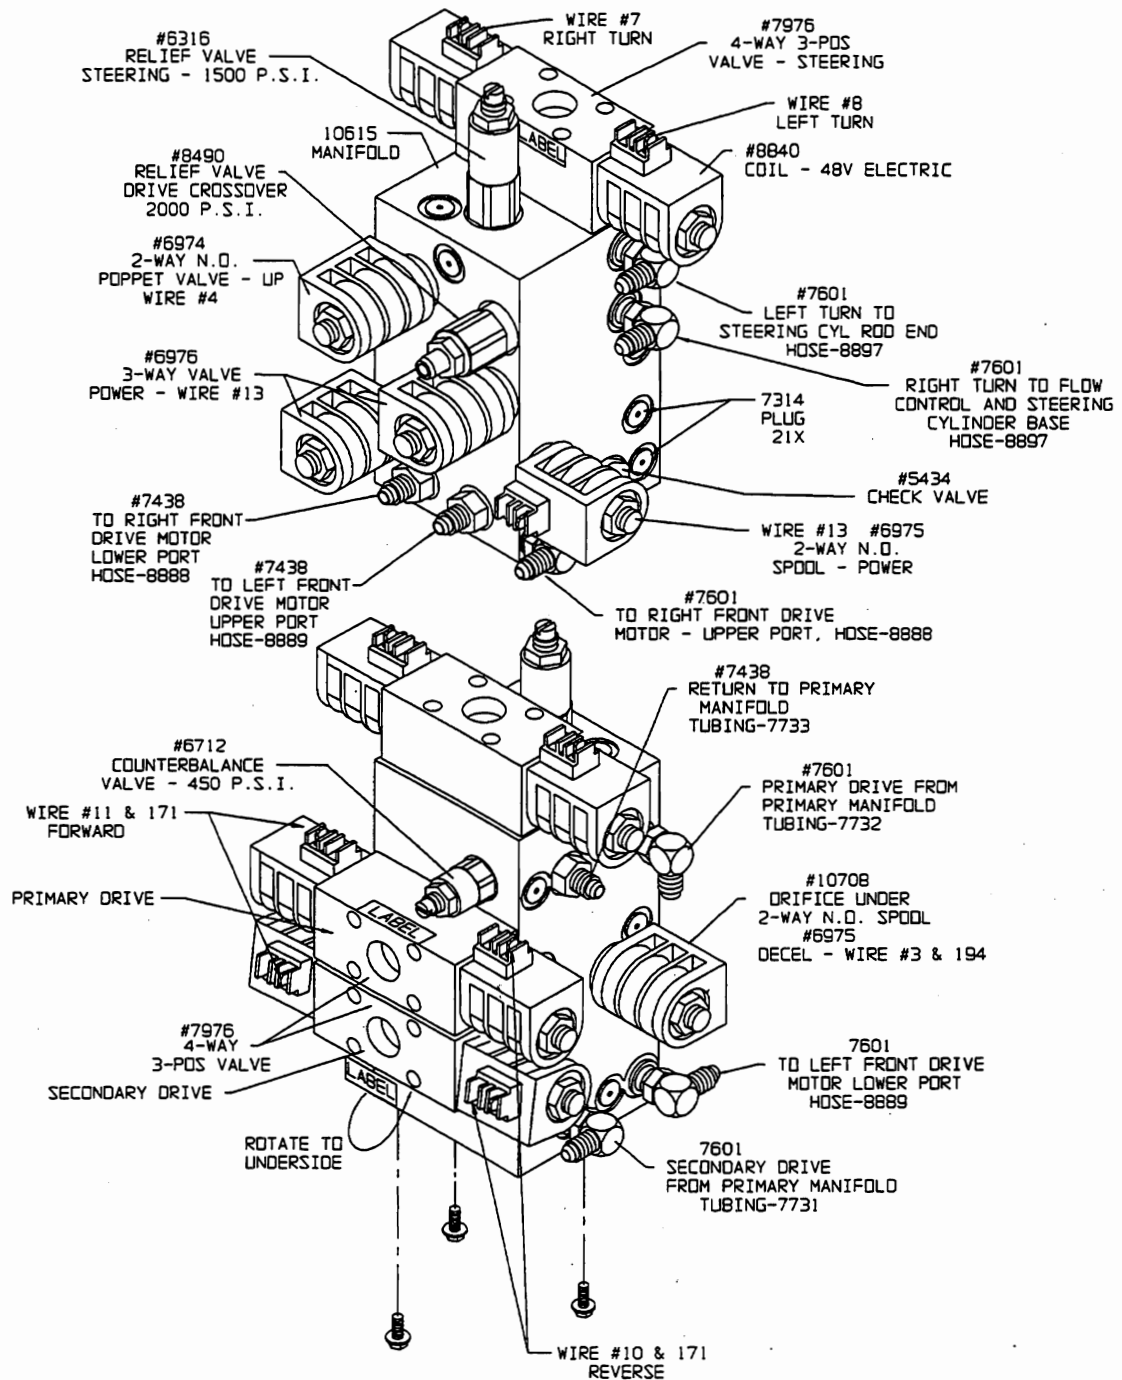 WIRE #7
RIGHT TURN
#7976
4-WAY 3-POS
VALVE - STEERING
#6316
RELIEF VALVE
STEERING - 1500 P.S.I.
WIRE #8
LEFT TURN
10615
MANIFOLD
LABEL
#8840
COIL - 48V ELECTRIC
#8490
RELIEF VALVE
DRIVE CROSSOVER
2000 P.S.I.
#6974
2-WAY N.O.
POPPET VALVE - UP
WIRE #4
#7601
LEFT TURN TO
STEERING CYL ROD END
HOSE-8897
#6976
3-WAY VALVE
POWER - WIRE #13
#7601
RIGHT TURN TO FLOW
CONTROL AND STEERING
CYLINDER BASE
HOSE-8897
7314
PLUG
21X
#5434
CHECK VALVE
#7438
TO RIGHT FRONT
DRIVE MOTOR
LOWER PORT
HOSE-8888
WIRE #13 #6975
2-WAY N.O.
SPOOL - POWER
#7438
TO LEFT FRONT
DRIVE MOTOR
UPPER PORT
HOSE-8889
#7601
TO RIGHT FRONT DRIVE
MOTOR - UPPER PORT, HOSE-8888
#7438
RETURN TO PRIMARY
MANIFOLD
TUBING-7733
#6712
COUNTERBALANCE
VALVE - 450 P.S.I.
#7601
PRIMARY DRIVE FROM
PRIMARY MANIFOLD
TUBING-7732
WIRE #11 & 171
FORWARD
PRIMARY DRIVE
LABEL
#10708
ORIFICE UNDER
2-WAY N.O. SPOOL
#6975
DECEL - WIRE #3 & 194
#7976
4-WAY
3-POS VALVE
SECONDARY DRIVE
LABEL
7601
TO LEFT FRONT DRIVE
MOTOR LOWER PORT
HOSE-8889
ROTATE TO
UNDERSIDE
7601
SECONDARY DRIVE
FROM PRIMARY MANIFOLD
TUBING-7731
WIRE #10 & 171
REVERSE